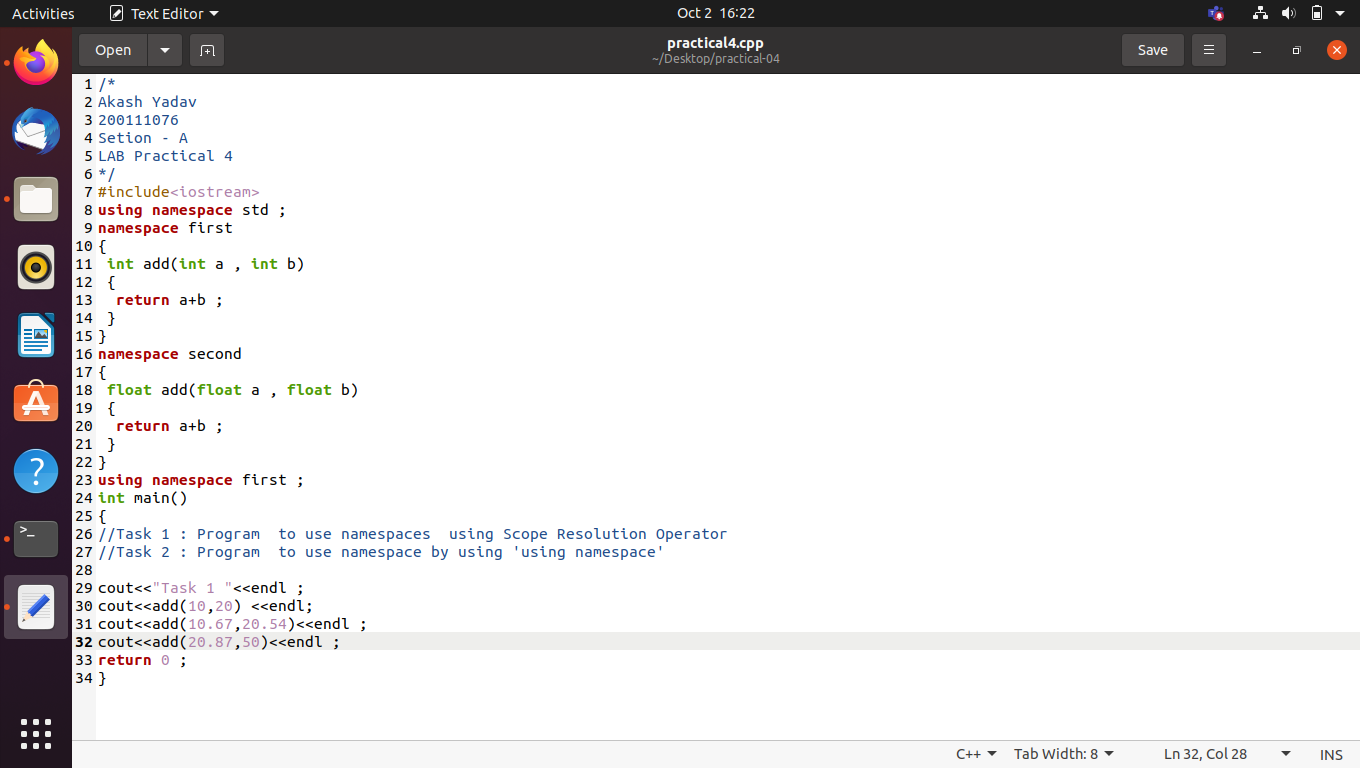 Activities Text Editor Oct 2 16:22
Open practical4.cpp Save
~/Desktop/practical-04
1 /*
2 Akash Yadav
3 200111076
4 Setion - A
5 LAB Practical 4
6 */
7 #include<iostream>
8 using namespace std ;
9 namespace first
10 {
11  int add(int a , int b)
12  {
13   return a+b ;
14  }
15 }
16 namespace second
17 {
18  float add(float a , float b)
19  {
20   return a+b ;
21  }
22 }
23 using namespace first ;
24 int main()
25 {
26 //Task 1 : Program  to use namespaces  using Scope Resolution Operator
27 //Task 2 : Program  to use namespace by using 'using namespace'
28
29 cout<<"Task 1 "<<endl ;
30 cout<<add(10,20) <<endl;
31 cout<<add(10.67,20.54)<<endl ;
32 cout<<add(20.87,50)<<endl ;
33 return 0 ;
34 }
C++ Tab Width: 8 Ln 32, Col 28 INS